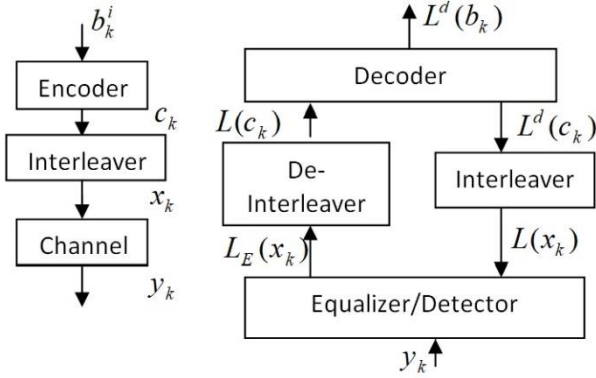 b_k^i
Encoder
c_k
Interleaver
x_k
Channel
y_k
L^d(b_k)
Decoder
L(c_k)
L^d(c_k)
De-
Interleaver
Interleaver
L_E(x_k)
L(x_k)
Equalizer/Detector
y_k